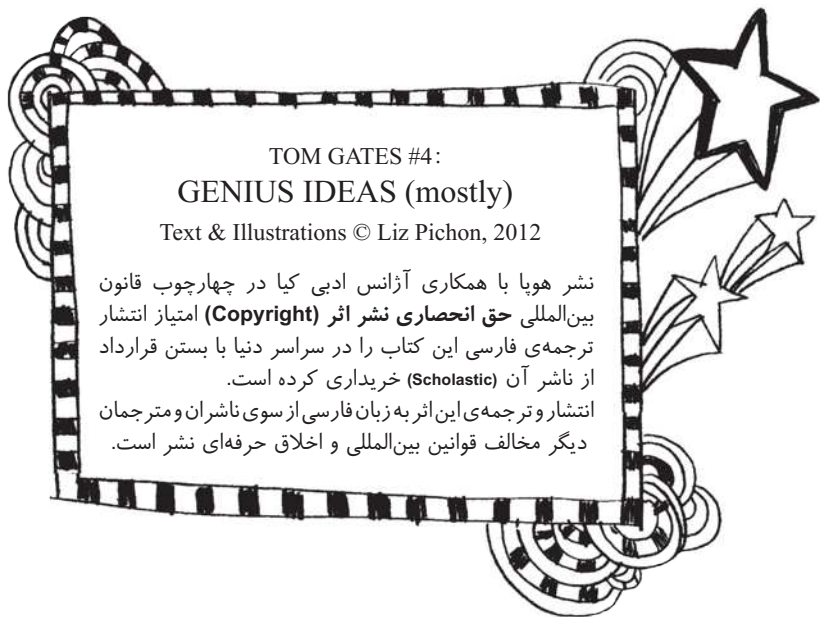 TOM GATES #4:
GENIUS IDEAS (mostly)
Text & Illustrations © Liz Pichon, 2012
نشر هوپا با همکاری آژانس ادبی کیا در چهارچوب قانون
بین‌المللی حق انحصاری نشر اثر (Copyright) امتیاز انتشار
ترجمه‌ی فارسی این کتاب را در سراسر دنیا با بستن قرارداد
از ناشر آن (Scholastic) خریداری کرده است.
انتشار و ترجمه‌ی این اثر به زبان فارسی از سوی ناشران و مترجمان
دیگر مخالف قوانین بین‌المللی و اخلاق حرفه‌ای نشر است.